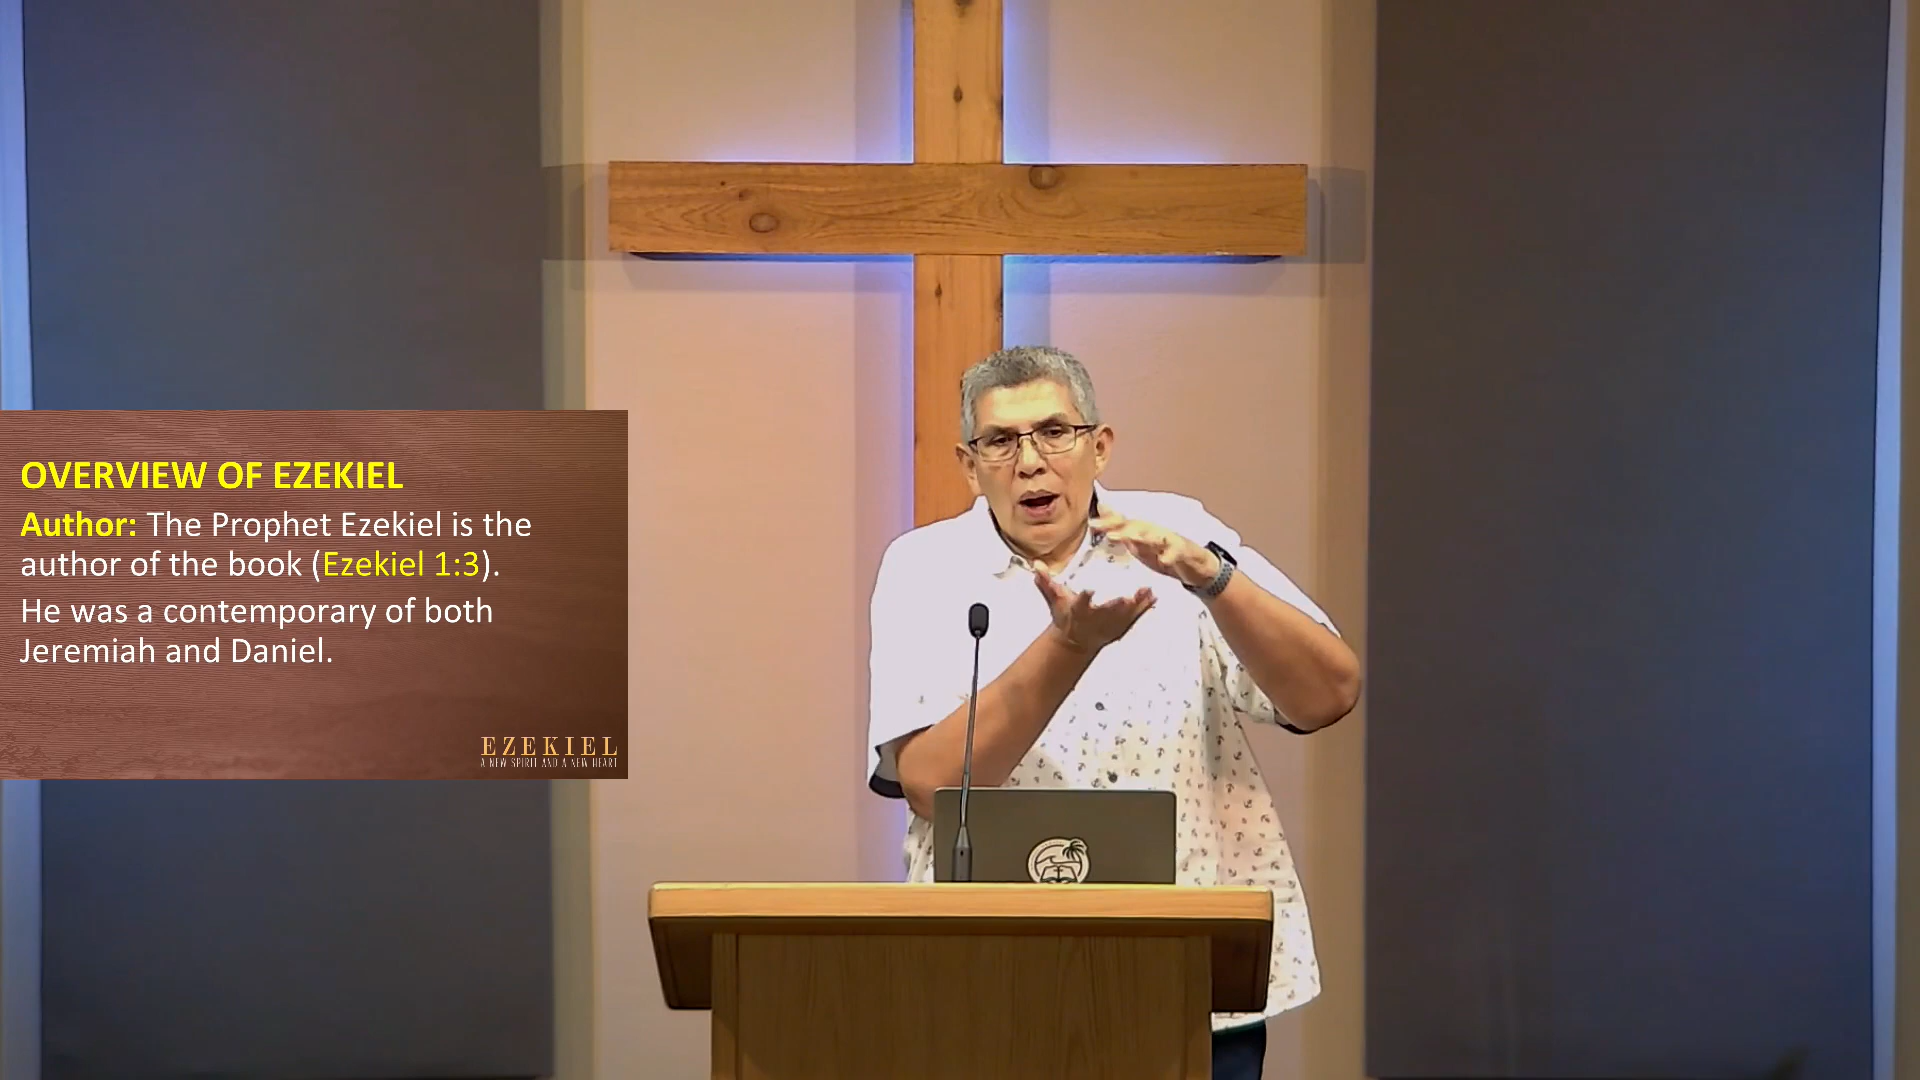 OVERVIEW OF EZEKIEL
Author: The Prophet Ezekiel is the
author of the book (Ezekiel 1:3).
He was a contemporary of both
Jeremiah and Daniel.
EZEKIEL
A NEW SPIRIT AND A NEW HEART